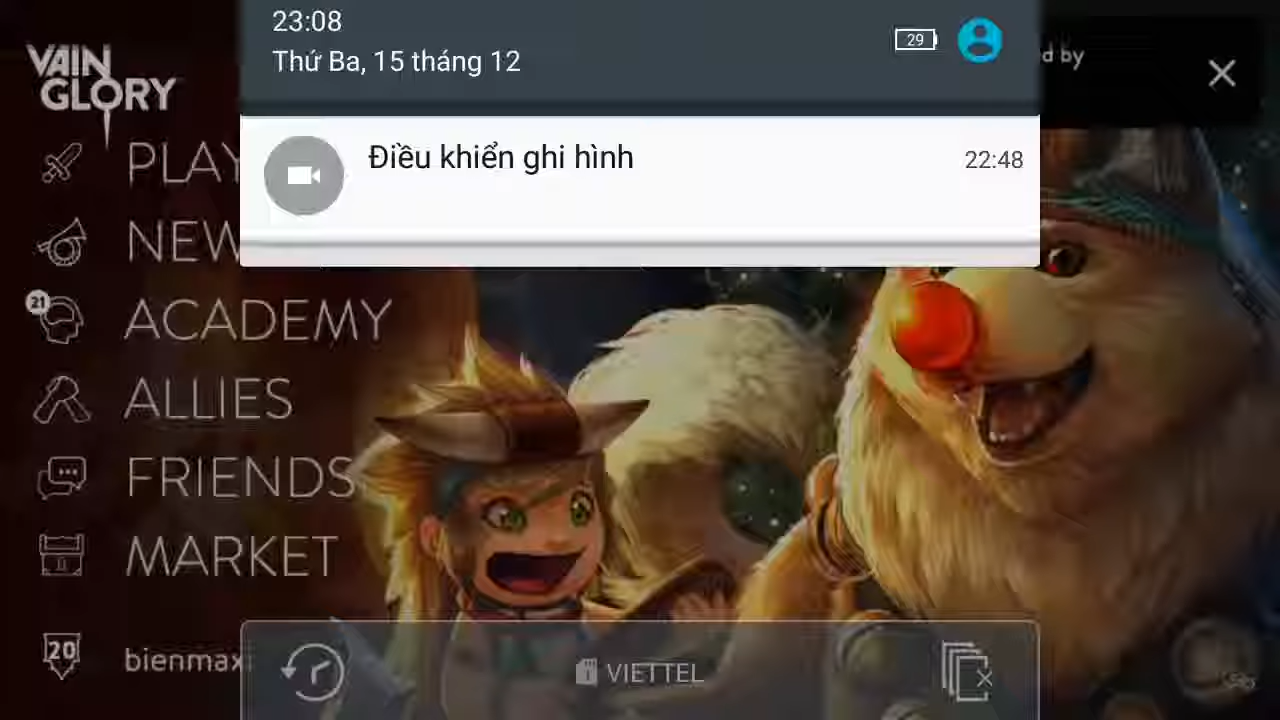 23:08
Thứ Ba, 15 tháng 12
29
d by
VAIN
GLORY
Điều khiển ghi hình
22:48
PLAY
NEW
21
ACADEMY
ALLIES
FRIENDS
MARKET
20
bienmax
VIETTEL